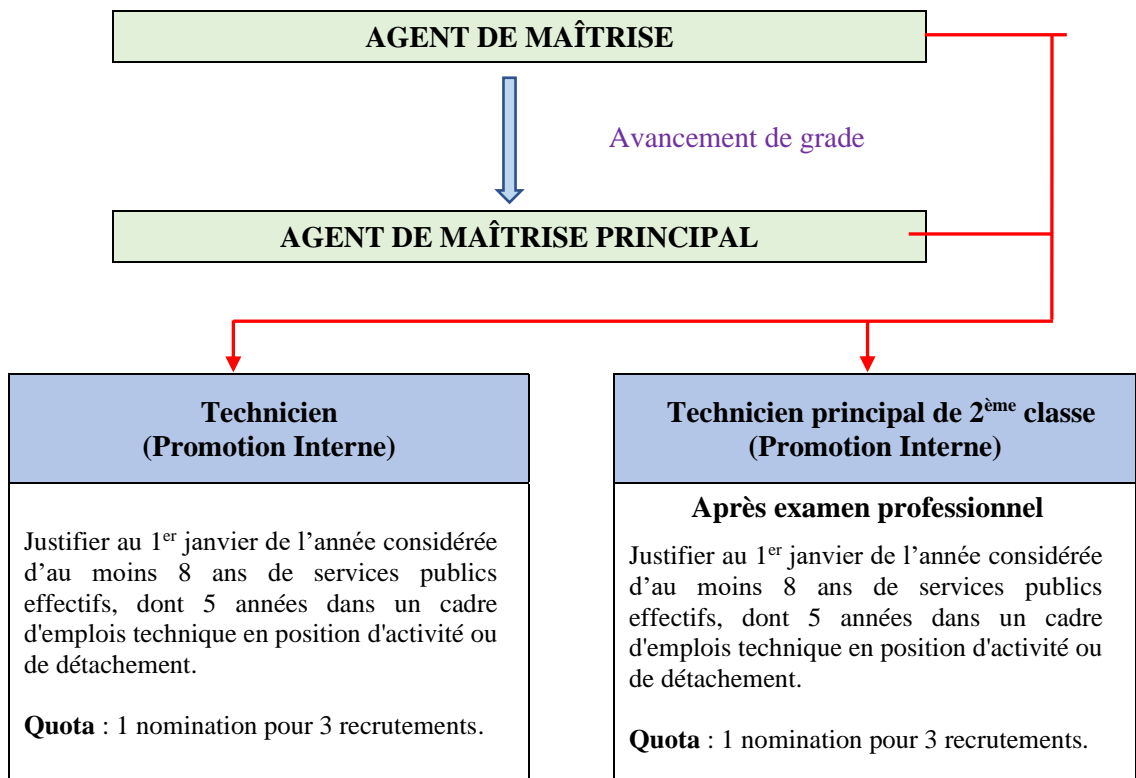 AGENT DE MAÎTRISE
Avancement de grade
AGENT DE MAÎTRISE PRINCIPAL
Technicien
(Promotion Interne)
Justifier au 1er janvier de l’année considérée
d’au moins 8 ans de services publics
effectifs, dont 5 années dans un cadre
d'emplois technique en position d'activité ou
de détachement.
Quota : 1 nomination pour 3 recrutements.
Technicien principal de 2ème classe
(Promotion Interne)
Après examen professionnel
Justifier au 1er janvier de l’année considérée
d’au moins 8 ans de services publics
effectifs, dont 5 années dans un cadre
d'emplois technique en position d'activité ou
de détachement.
Quota : 1 nomination pour 3 recrutements.